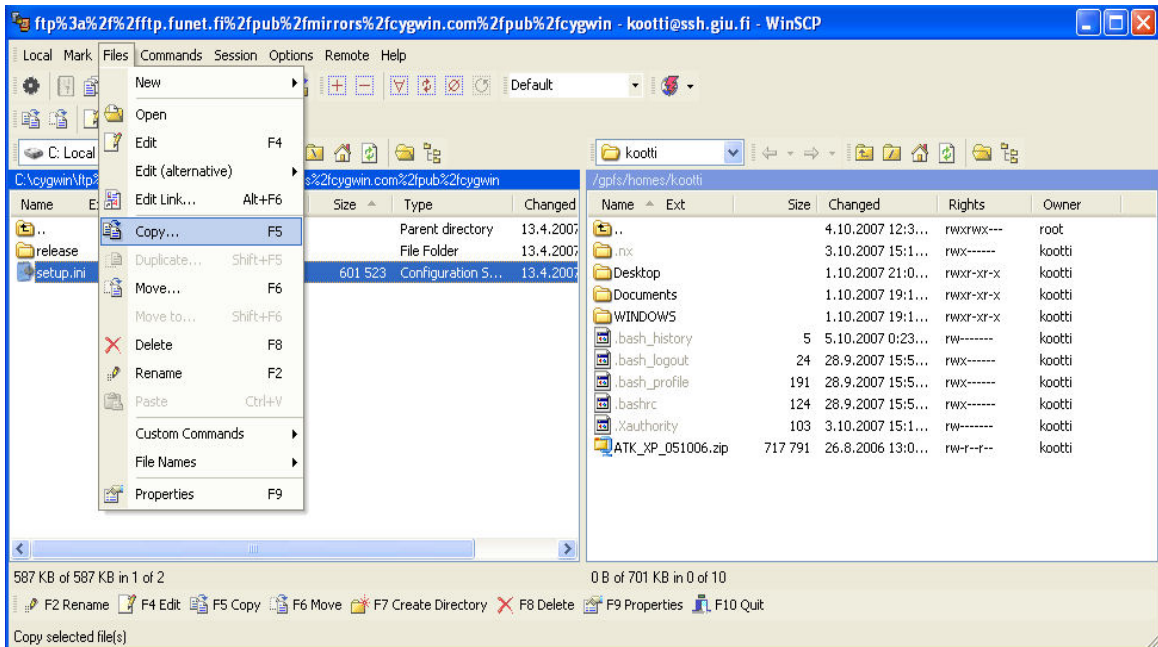 ftp%3a%2f%2fftp.funet.fi%2fpub%2fmirrors%2fcygwin.com%2fpub%2fcygwin - kootti@ssh.giu.fi - WinSCP
Local Mark Files Commands Session Options Remote Help
Default
New
Open
Edit F4
Edit (alternative)
Edit Link... Alt+F6
Copy... F5
Duplicate... Shift+F5
Move... F6
Move to... Shift+F6
Delete F8
Rename F2
Paste Ctrl+V
Custom Commands
File Names
Properties F9
C: Local
C:\cygwin\ftp% s%2fcygwin.com%2fpub%2fcygwin
Name E Size Type Changed
.. Parent directory 13.4.2007
release File Folder 13.4.2007
setup.ini 601 523 Configuration S... 13.4.2007
kootti
/gpfs/homes/kootti
Name Ext Size Changed Rights Owner
.. 4.10.2007 12:3... rwxrwx--- root
.nx 3.10.2007 15:1... rwx------ kootti
Desktop 1.10.2007 21:0... rwxr-xr-x kootti
Documents 1.10.2007 19:1... rwxr-xr-x kootti
WINDOWS 1.10.2007 19:1... rwxr-xr-x kootti
.bash_history 5 5.10.2007 0:23... rw------- kootti
.bash_logout 24 28.9.2007 15:5... rwx------ kootti
.bash_profile 191 28.9.2007 15:5... rwx------ kootti
.bashrc 124 28.9.2007 15:5... rwx------ kootti
.Xauthority 103 3.10.2007 15:1... rw------- kootti
ATK_XP_051006.zip 717 791 26.8.2006 13:0... rw-r--r-- kootti
587 KB of 587 KB in 1 of 2
0 B of 701 KB in 0 of 10
F2 Rename F4 Edit F5 Copy F6 Move F7 Create Directory F8 Delete F9 Properties F10 Quit
Copy selected file(s)